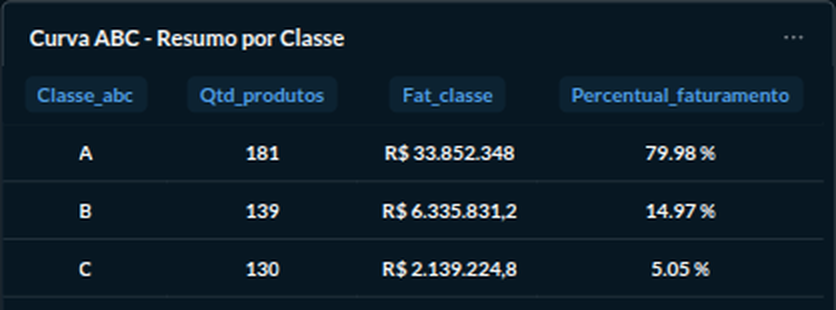 Curva ABC - Resumo por Classe ...
Classe_abc Qtd_produtos Fat_classe Percentual_faturamento
A 181 R$ 33.852.348 79.98 %
B 139 R$ 6.335.831,2 14.97 %
C 130 R$ 2.139.224,8 5.05 %